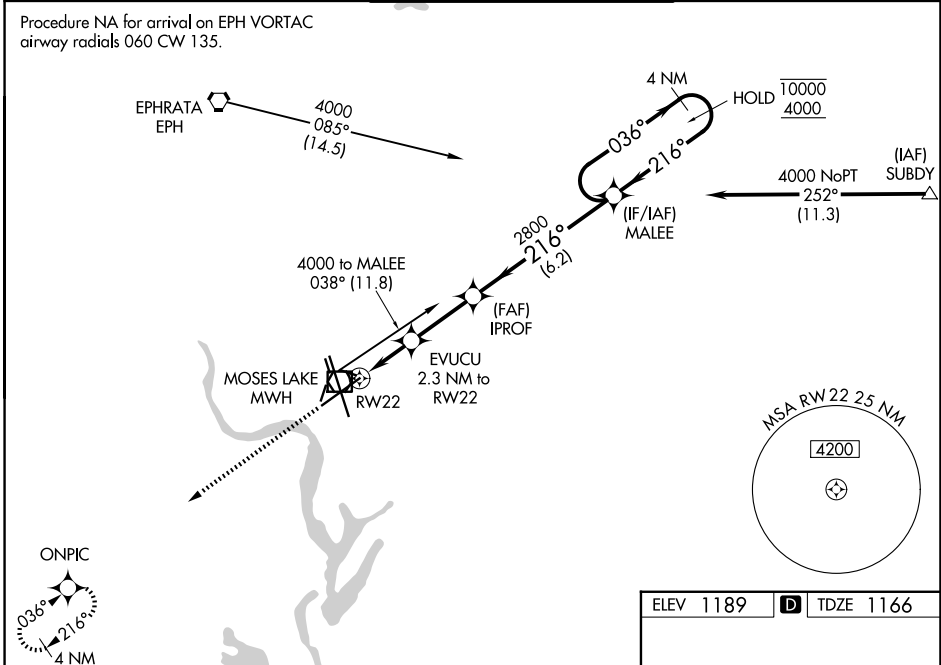 Procedure NA for arrival on EPH VORTAC
airway radials 060 CW 135.
EPHRATA
EPH
4000
085°
(14.5)
4 NM
HOLD
10000
4000
036°
216°
(IAF)
SUBDY
4000 NoPT
252°
(11.3)
(IF/IAF)
MALEE
2800
216°
(6.2)
4000 to MALEE
038° (11.8)
(FAF)
IPROF
EVUCU
2.3 NM to
RW22
MOSES LAKE
MWH
RW22
MSA RW22 25 NM
4200
ONPIC
036°
216°
4 NM
ELEV 1189
D
TDZE 1166